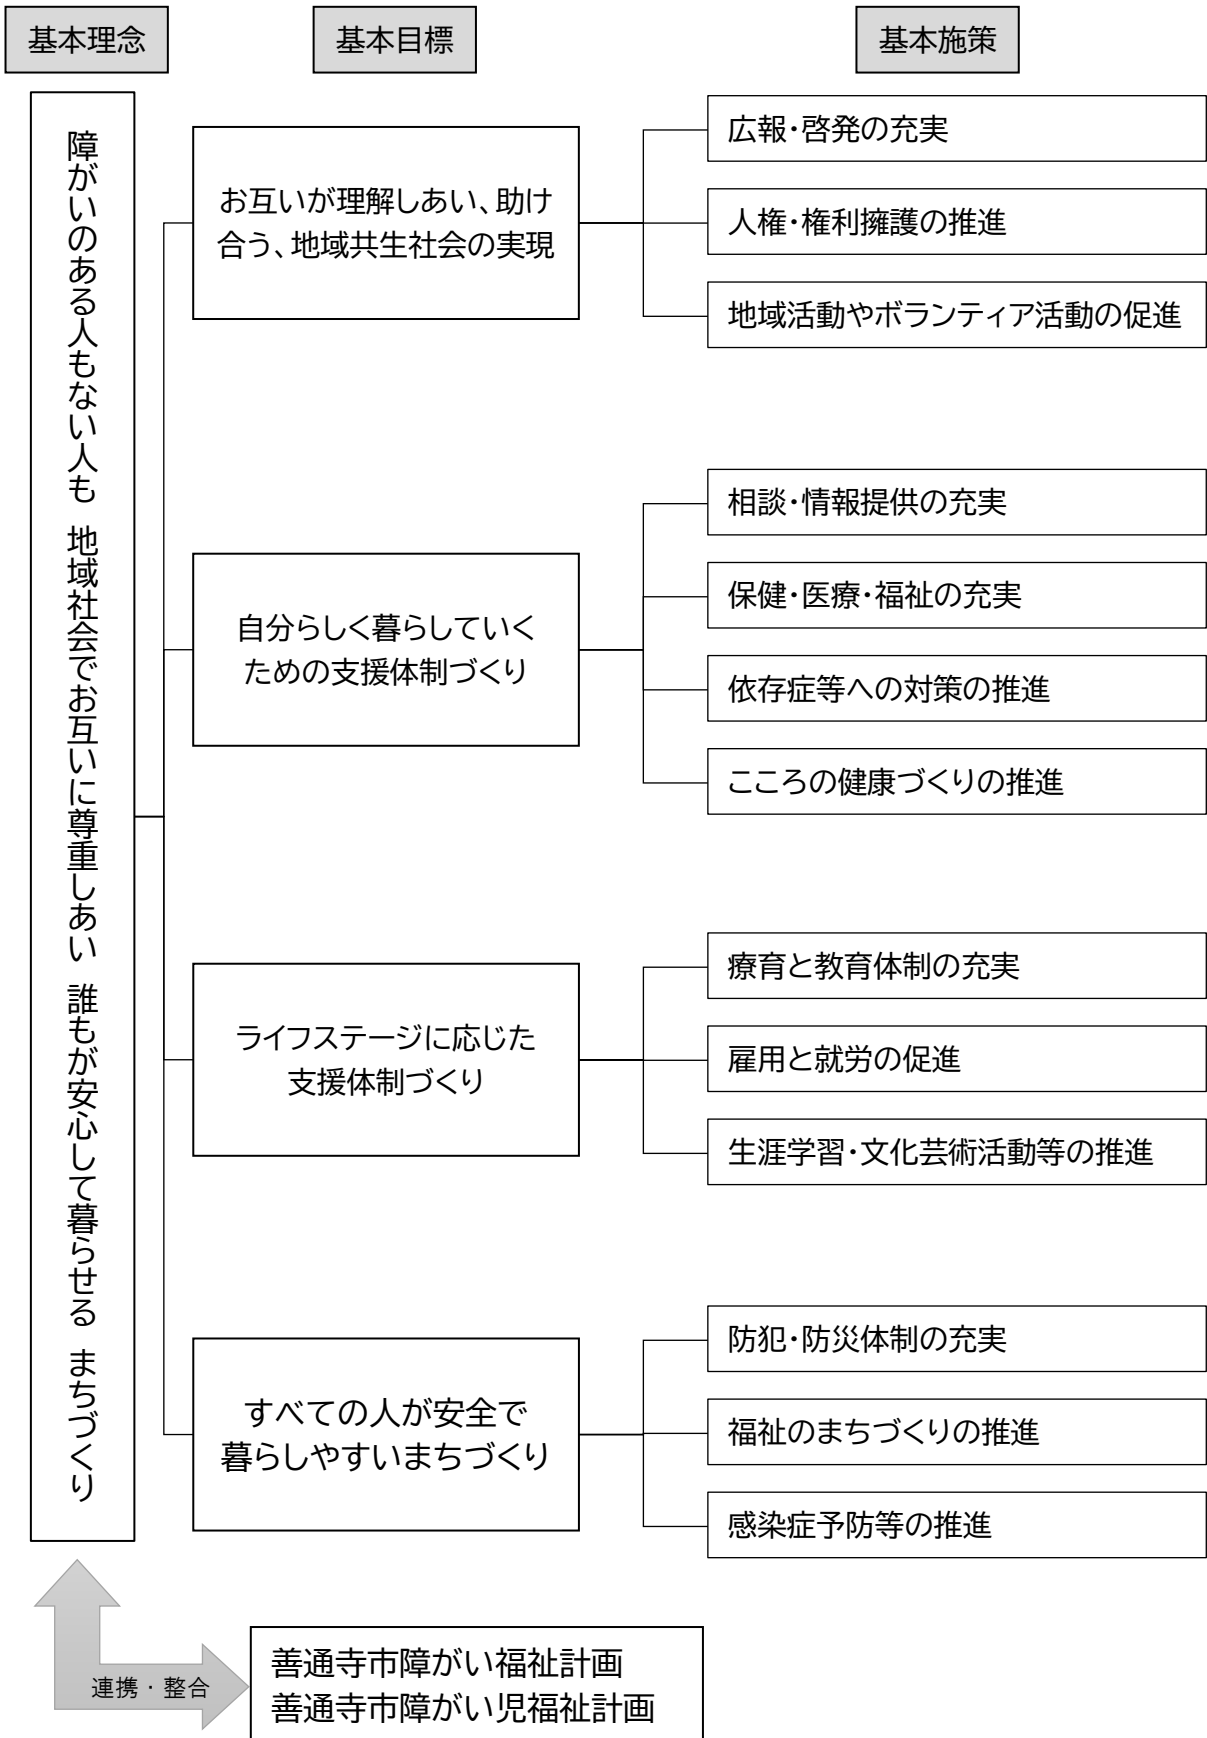 基本理念
基本目標
基本施策
障がいのある人もない人も 地域社会でお互いに尊重しあい 誰もが安心して暮らせる まちづくり
お互いが理解しあい、助け
合う、地域共生社会の実現
広報・啓発の充実
人権・権利擁護の推進
地域活動やボランティア活動の促進
自分らしく暮らしていく
ための支援体制づくり
相談・情報提供の充実
保健・医療・福祉の充実
依存症等への対策の推進
こころの健康づくりの推進
ライフステージに応じた
支援体制づくり
療育と教育体制の充実
雇用と就労の促進
生涯学習・文化芸術活動等の推進
すべての人が安全で
暮らしやすいまちづくり
防犯・防災体制の充実
福祉のまちづくりの推進
感染症予防等の推進
連携・整合
善通寺市障がい福祉計画
善通寺市障がい児福祉計画